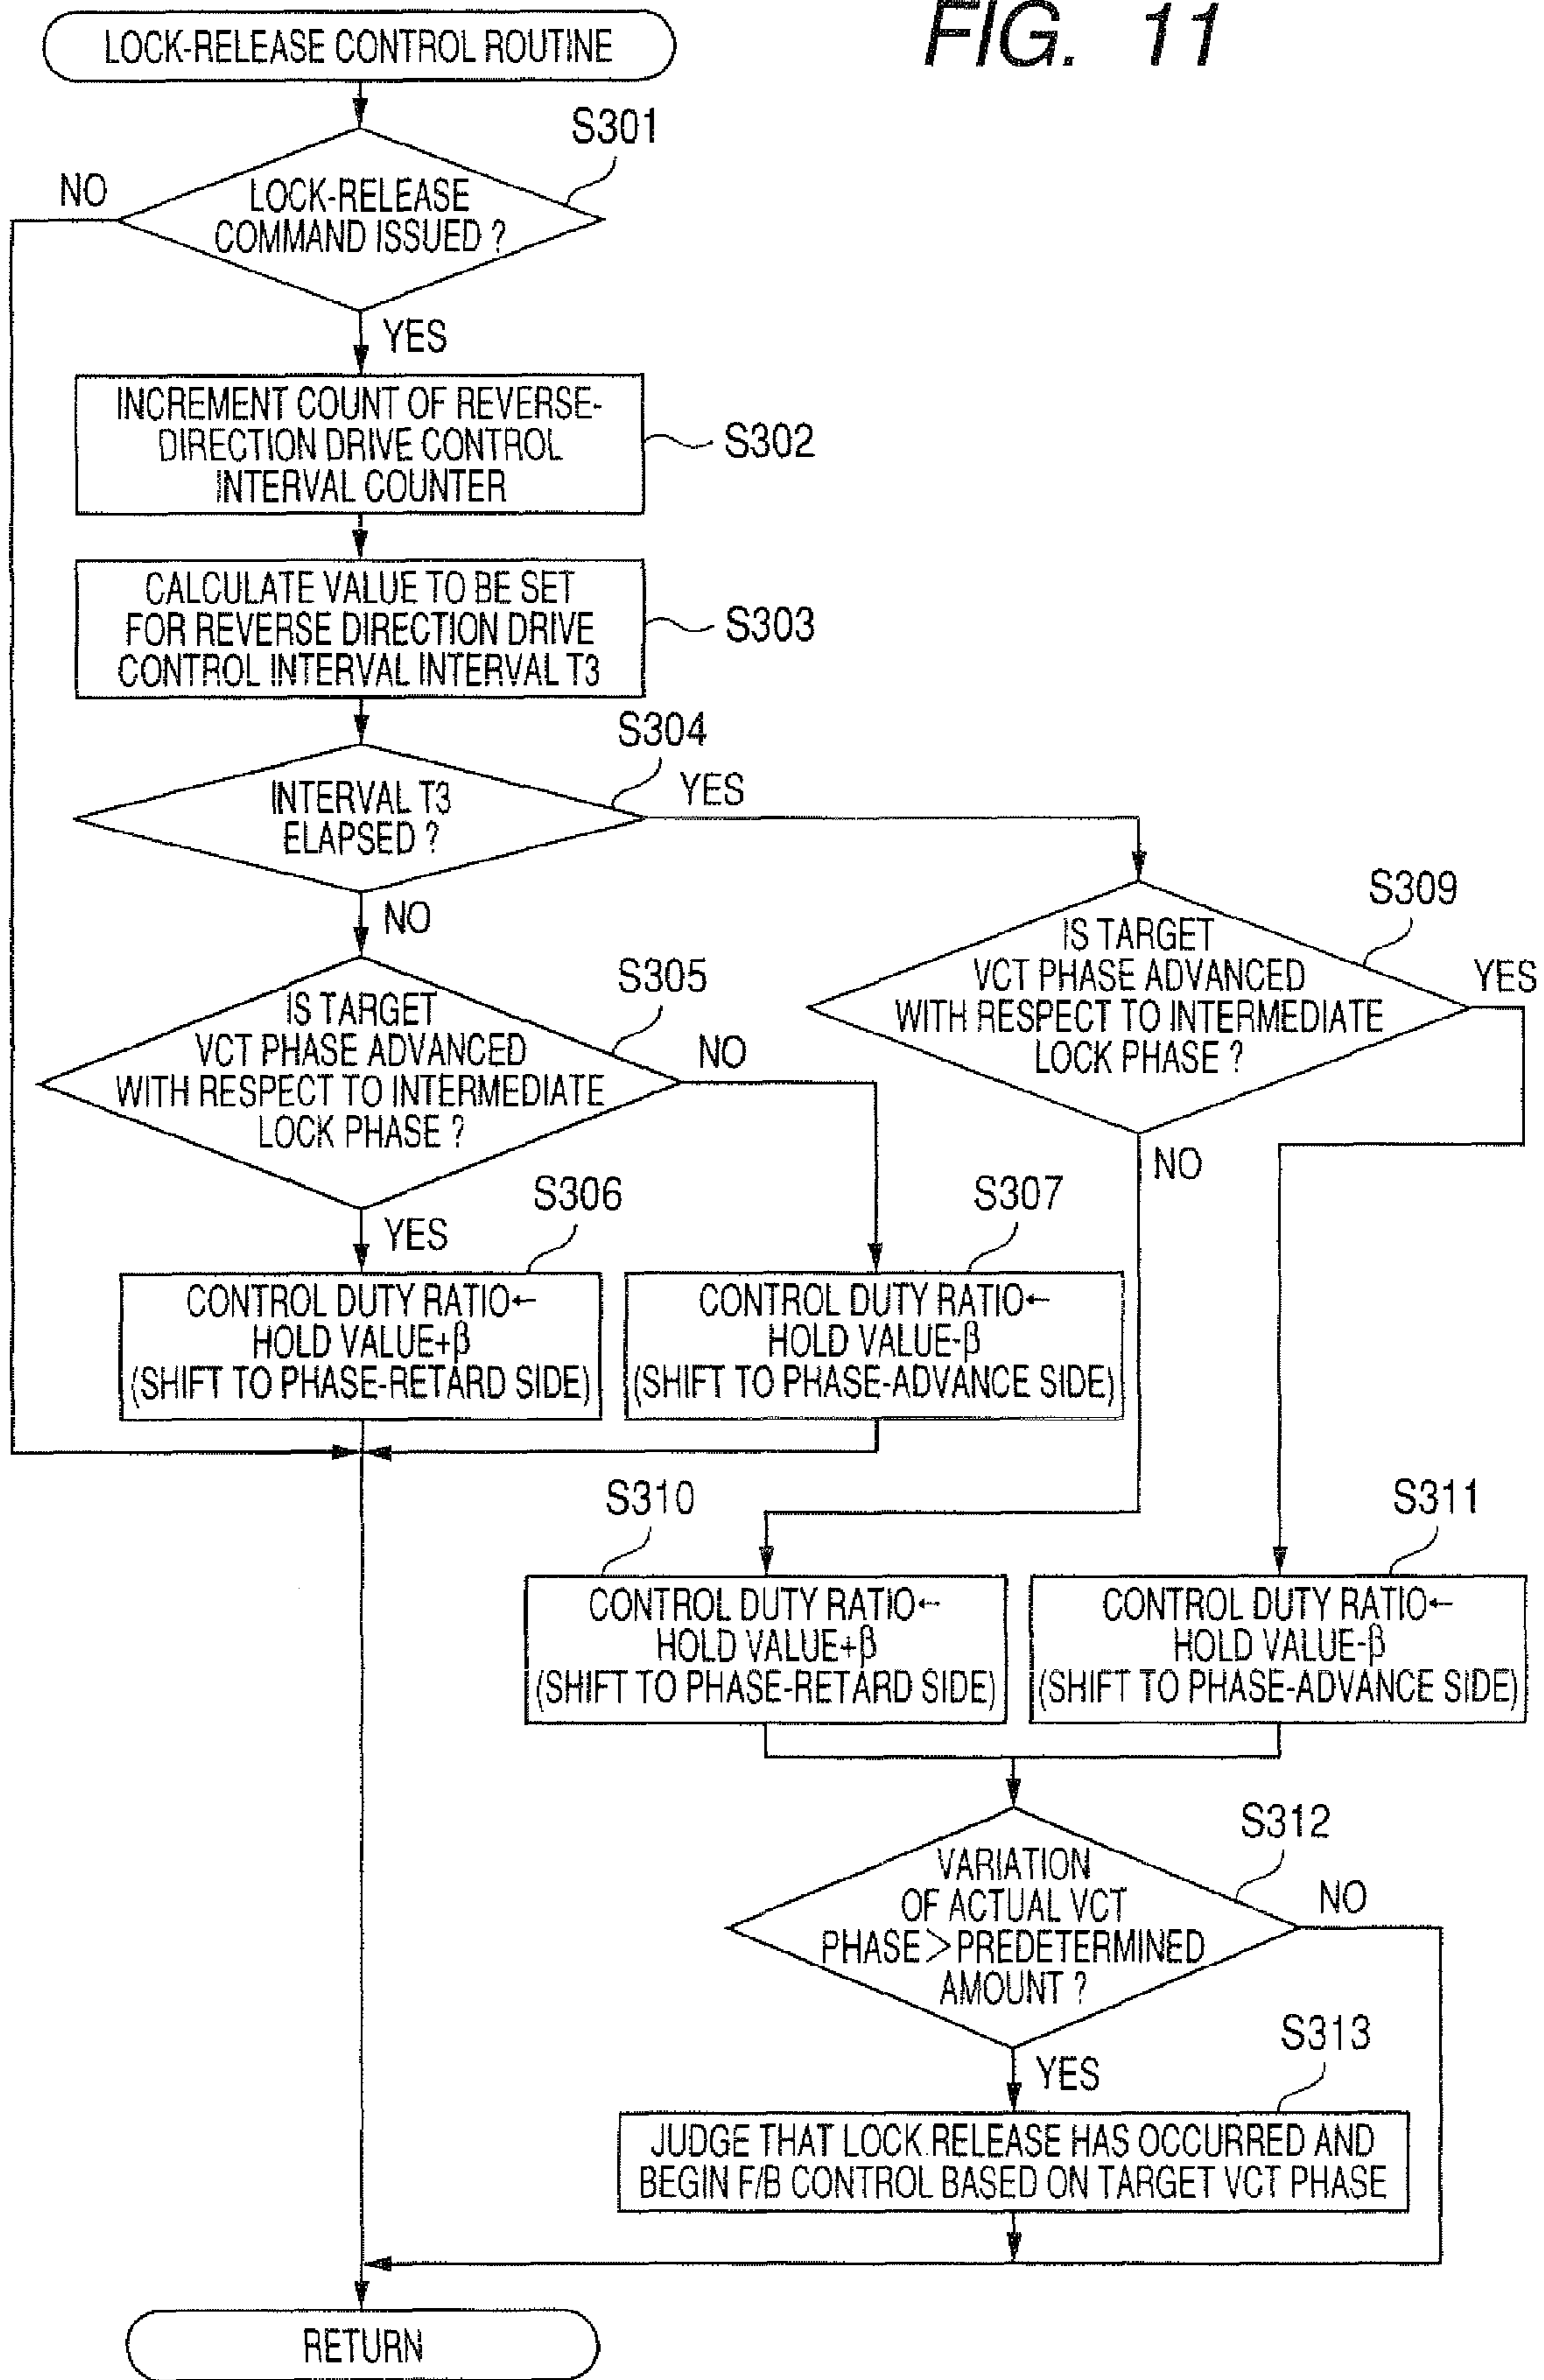 FIG. 11
LOCK-RELEASE CONTROL ROUTINE
S301
NO
LOCK-RELEASE
COMMAND ISSUED ?
YES
INCREMENT COUNT OF REVERSE-
DIRECTION DRIVE CONTROL
INTERVAL COUNTER
S302
CALCULATE VALUE TO BE SET
FOR REVERSE DIRECTION DRIVE
CONTROL INTERVAL INTERVAL T3
S303
S304
INTERVAL T3
ELAPSED ?
YES
NO
S305
IS TARGET
VCT PHASE ADVANCED
WITH RESPECT TO INTERMEDIATE
LOCK PHASE ?
NO
YES
S309
IS TARGET
VCT PHASE ADVANCED
WITH RESPECT TO INTERMEDIATE
LOCK PHASE ?
YES
NO
S306
CONTROL DUTY RATIO←
HOLD VALUE+β
(SHIFT TO PHASE-RETARD SIDE)
S307
CONTROL DUTY RATIO←
HOLD VALUE-β
(SHIFT TO PHASE-ADVANCE SIDE)
S310
CONTROL DUTY RATIO←
HOLD VALUE+β
(SHIFT TO PHASE-RETARD SIDE)
S311
CONTROL DUTY RATIO←
HOLD VALUE-β
(SHIFT TO PHASE-ADVANCE SIDE)
S312
VARIATION
OF ACTUAL VCT
PHASE>PREDETERMINED
AMOUNT ?
NO
YES
S313
JUDGE THAT LOCK RELEASE HAS OCCURRED AND
BEGIN F/B CONTROL BASED ON TARGET VCT PHASE
RETURN